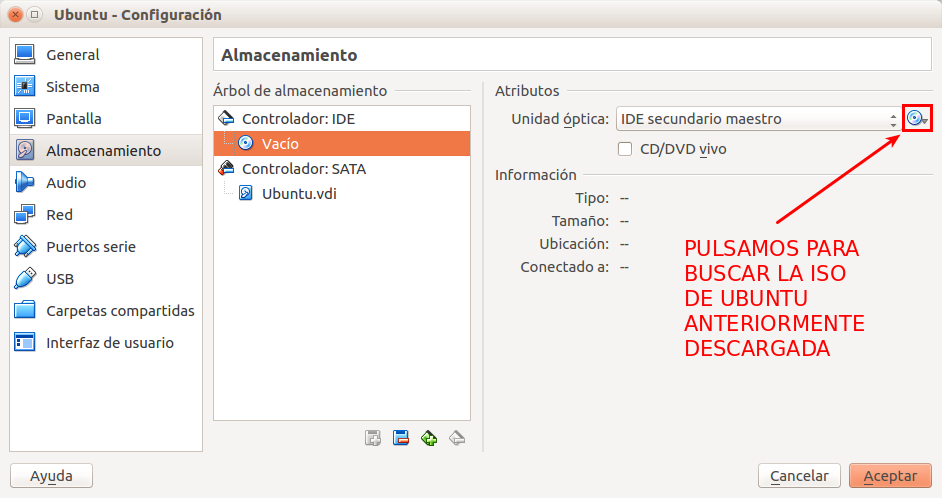 Ubuntu - Configuración
General
Sistema
Pantalla
Almacenamiento
Audio
Red
Puertos serie
USB
Carpetas compartidas
Interfaz de usuario
Almacenamiento
Árbol de almacenamiento
Controlador: IDE
Vacío
Controlador: SATA
Ubuntu.vdi
Atributos
Unidad óptica: IDE secundario maestro
CD/DVD vivo
Información
Tipo: --
Tamaño: --
Ubicación: --
Conectado a: --
PULSAMOS PARA
BUSCAR LA ISO
DE UBUNTU
ANTERIORMENTE
DESCARGADA
Ayuda
Cancelar
Aceptar